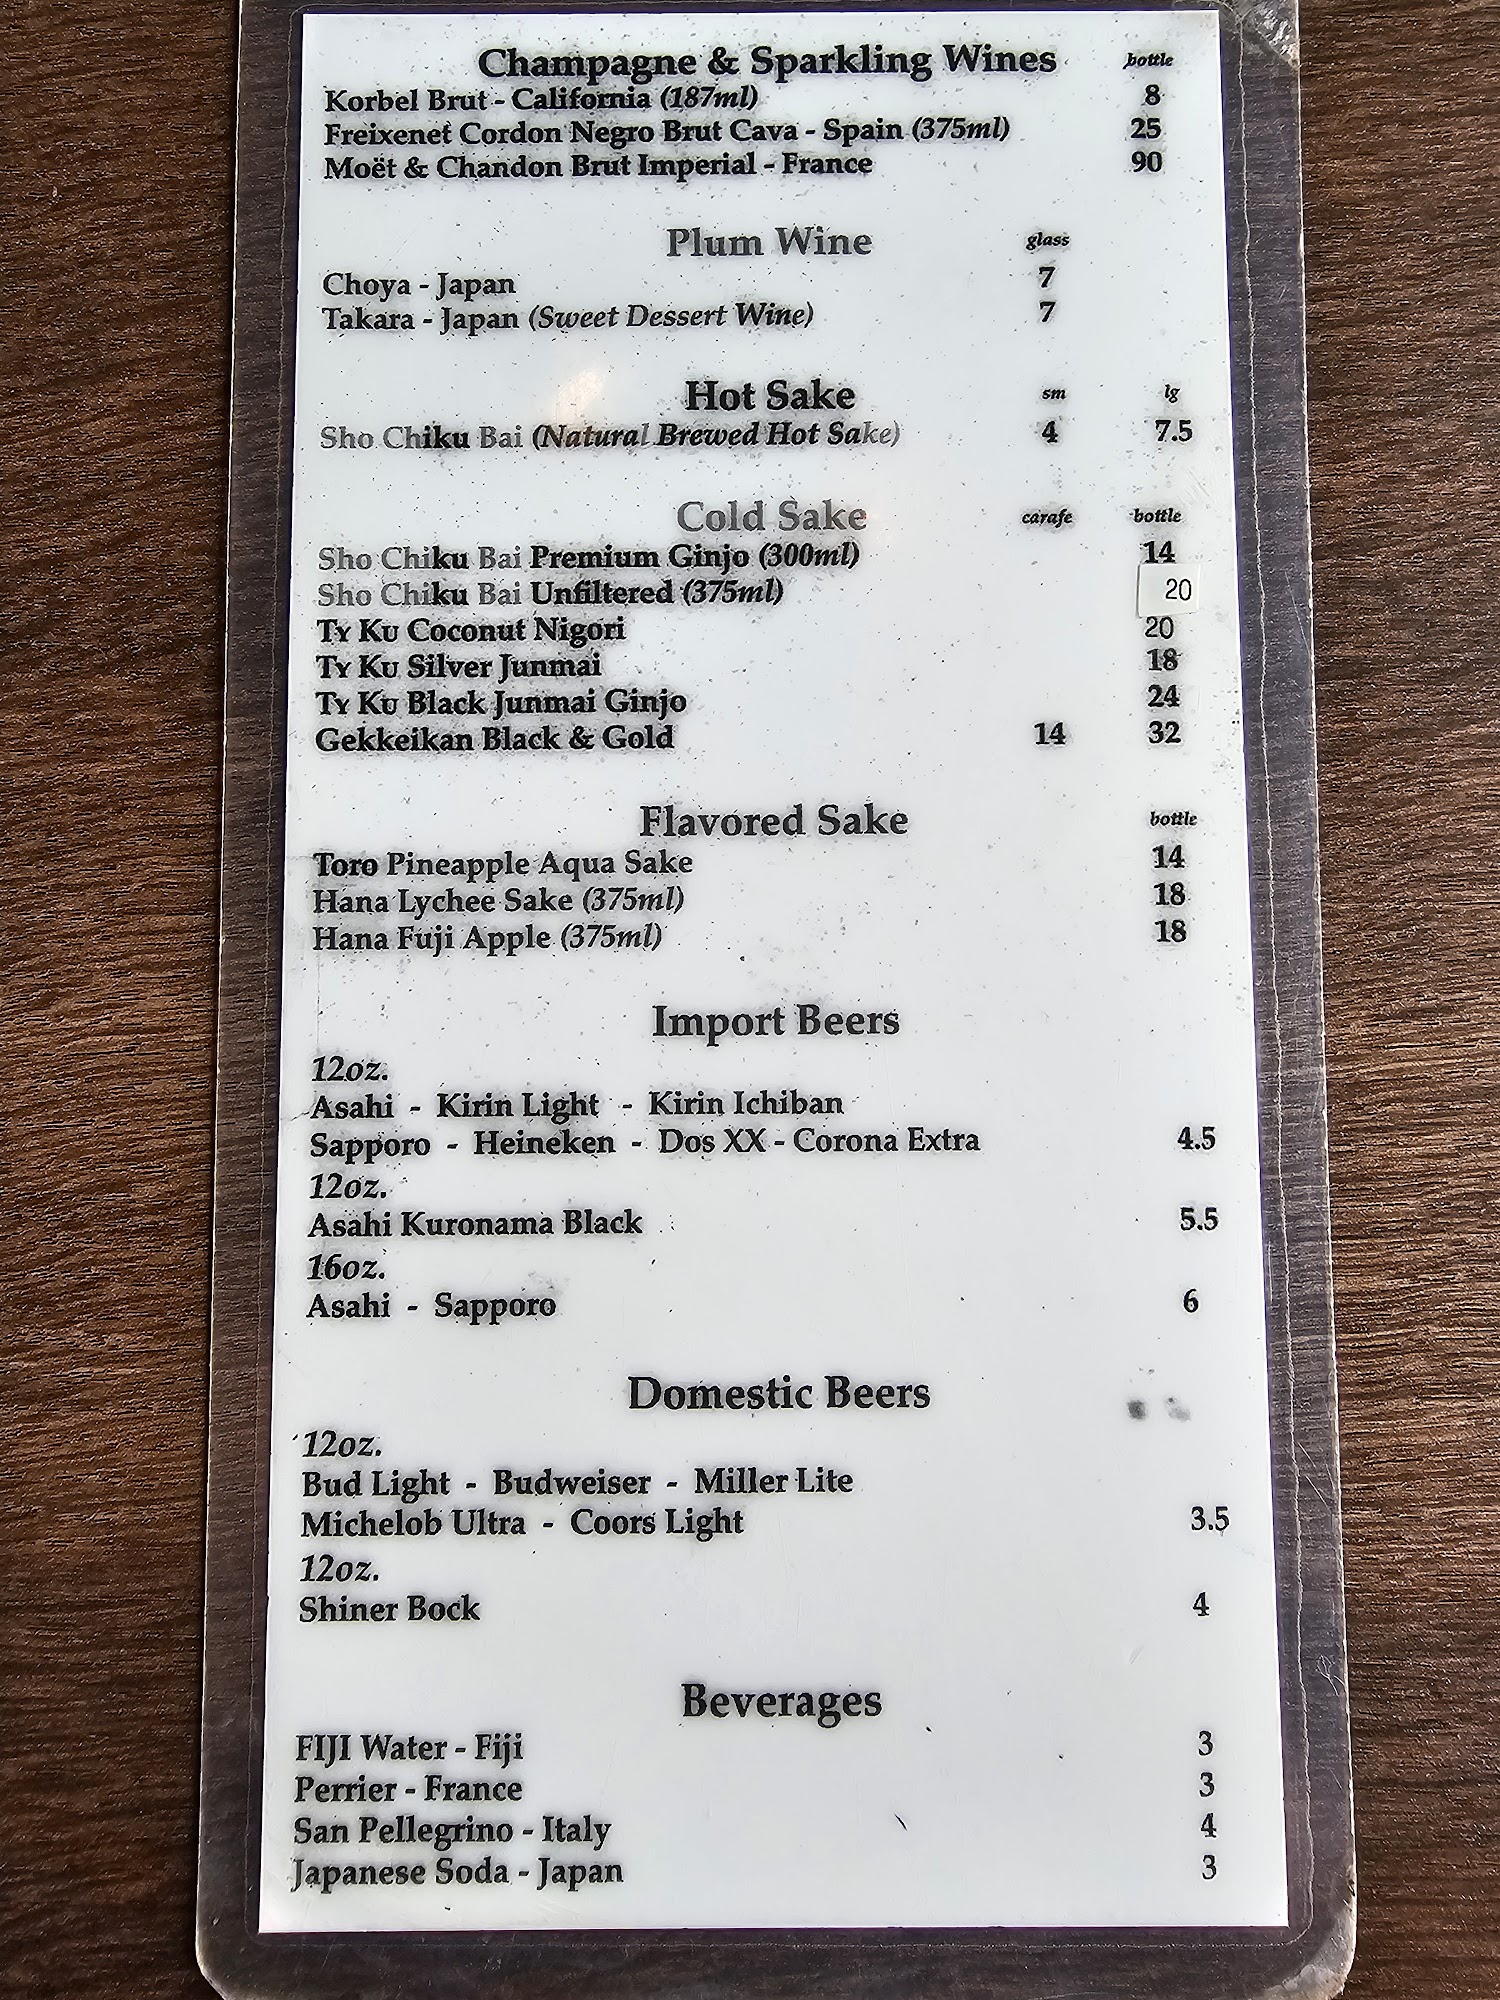 Champagne & Sparkling Wines bottle
Korbel Brut - California (187ml) 8
Freixenet Cordon Negro Brut Cava - Spain (375ml) 25
Moët & Chandon Brut Imperial - France 90
Plum Wine glass
Choya - Japan 7
Takara - Japan (Sweet Dessert Wine) 7
Hot Sake sm lg
Sho Chiku Bai (Natural Brewed Hot Sake) 4 7.5
Cold Sake carafe bottle
Sho Chiku Bai Premium Ginjo (300ml) 14
Sho Chiku Bai Unfiltered (375ml) 20
Ty Ku Coconut Nigori 20
Ty Ku Silver Junmai 18
Ty Ku Black Junmai Ginjo 24
Gekkeikan Black & Gold 14 32
Flavored Sake bottle
Toro Pineapple Aqua Sake 14
Hana Lychee Sake (375ml) 18
Hana Fuji Apple (375ml) 18
Import Beers
12oz.
Asahi - Kirin Light - Kirin Ichiban
Sapporo - Heineken - Dos XX - Corona Extra 4.5
12oz.
Asahi Kuronama Black 5.5
16oz.
Asahi - Sapporo 6
Domestic Beers
12oz.
Bud Light - Budweiser - Miller Lite
Michelob Ultra - Coors Light 3.5
12oz.
Shiner Bock 4
Beverages
FIJI Water - Fiji 3
Perrier - France 3
San Pellegrino - Italy 4
Japanese Soda - Japan 3